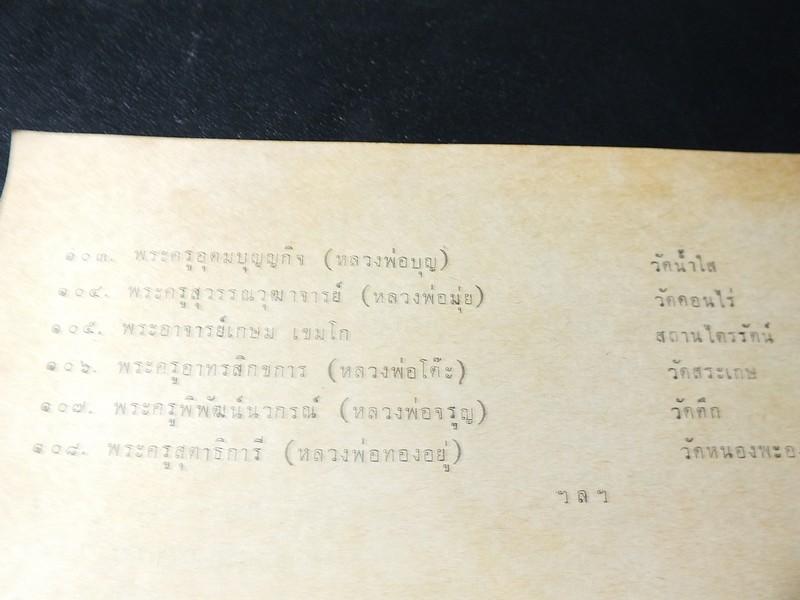 ๑๐๓. พระครูอุดมบุญญกิจ (หลวงพ่อบุญ) วัดน้ำใส
๑๐๔. พระครูสุวรรณวุฒาจารย์ (หลวงพ่อมุ่ย) วัดดอนไร่
๑๐๕. พระอาจารย์เกษม เขมโก สถานไตรรัตน์
๑๐๖. พระครูอาทรสิกขการ (หลวงพ่อโต๊ะ) วัดสระเกษ
๑๐๗. พระครูพิพัฒน์นวกรณ์ (หลวงพ่อจรูญ) วัดตึก
๑๐๘. พระครูสุตาธิการี (หลวงพ่อทองอยู่) วัดหนองพะอง
ฯ ล ฯ